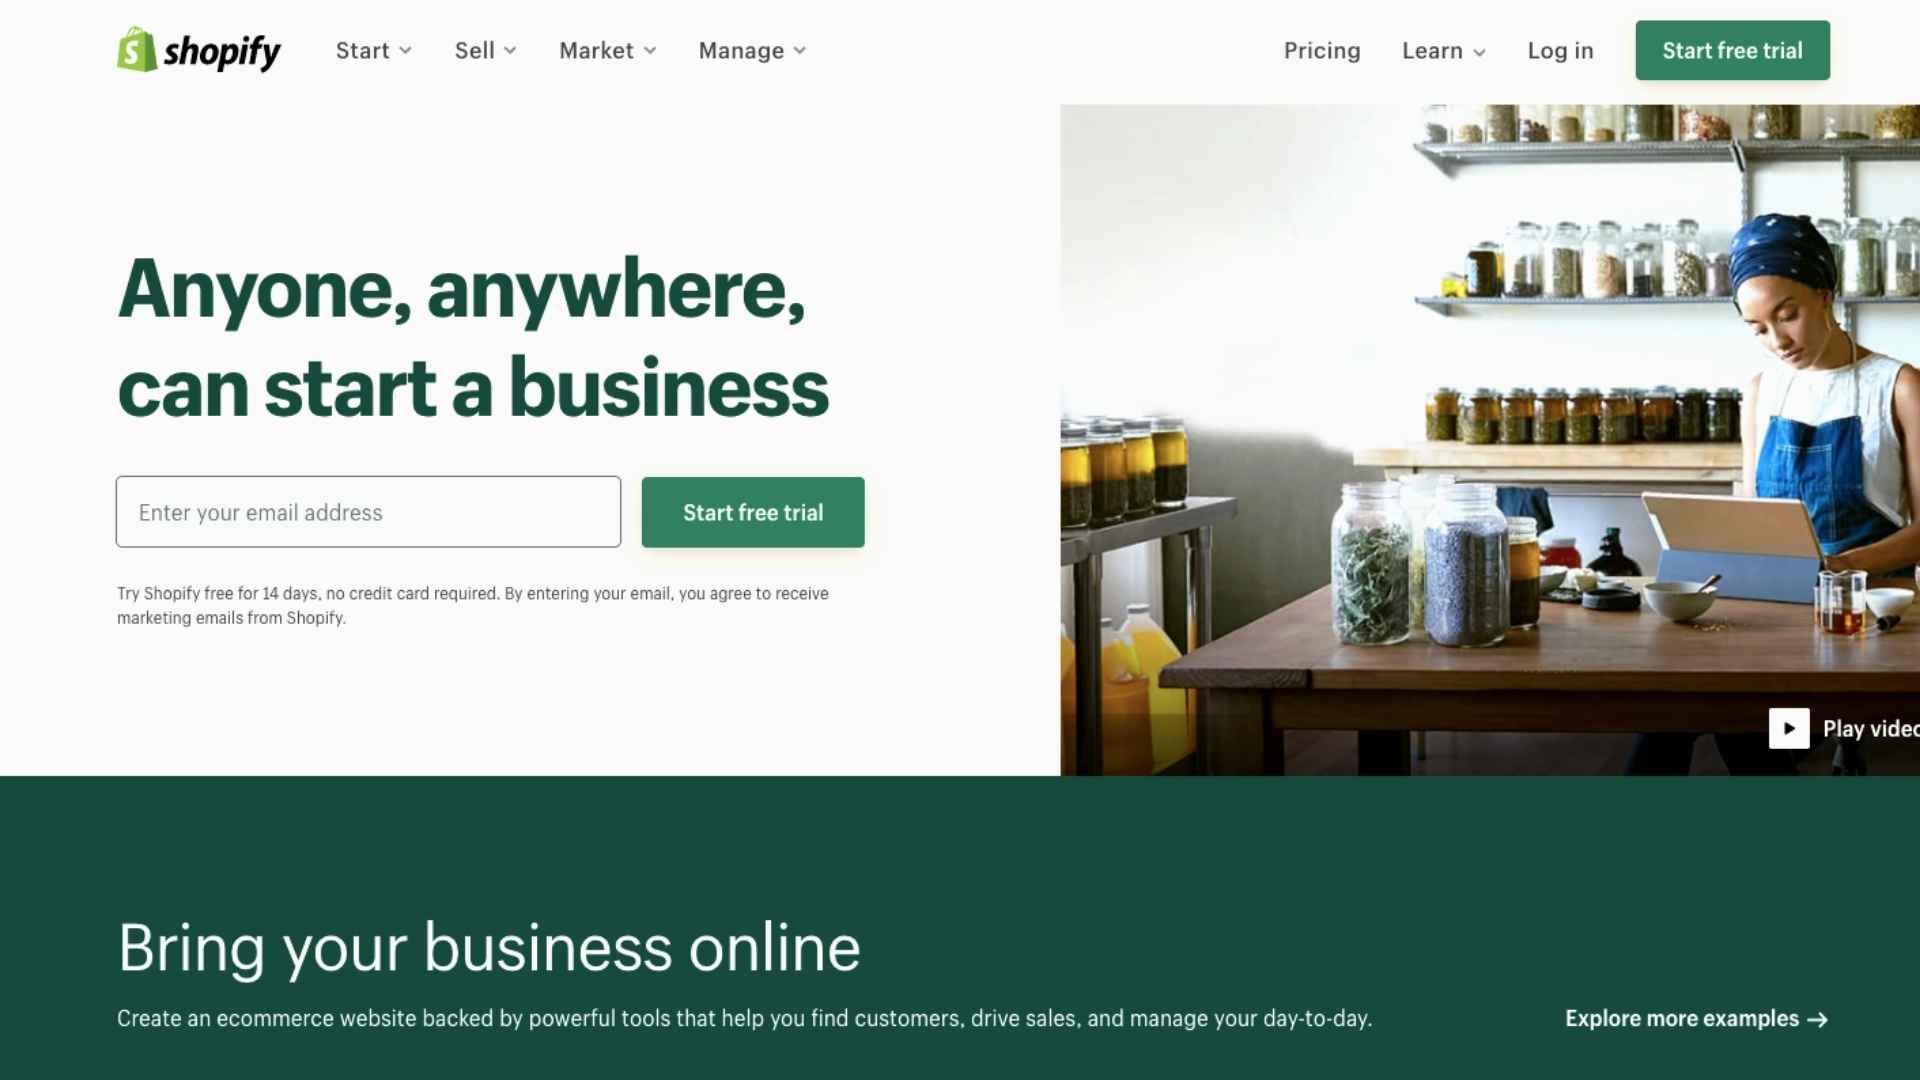 shopify
Start
Sell
Market
Manage
Pricing
Learn
Log in
Start free trial
Anyone, anywhere,
can start a business
Enter your email address
Start free trial
Try Shopify free for 14 days, no credit card required. By entering your email, you agree to receive
marketing emails from Shopify.
Play video
Bring your business online
Create an ecommerce website backed by powerful tools that help you find customers, drive sales, and manage your day-to-day.
Explore more examples →